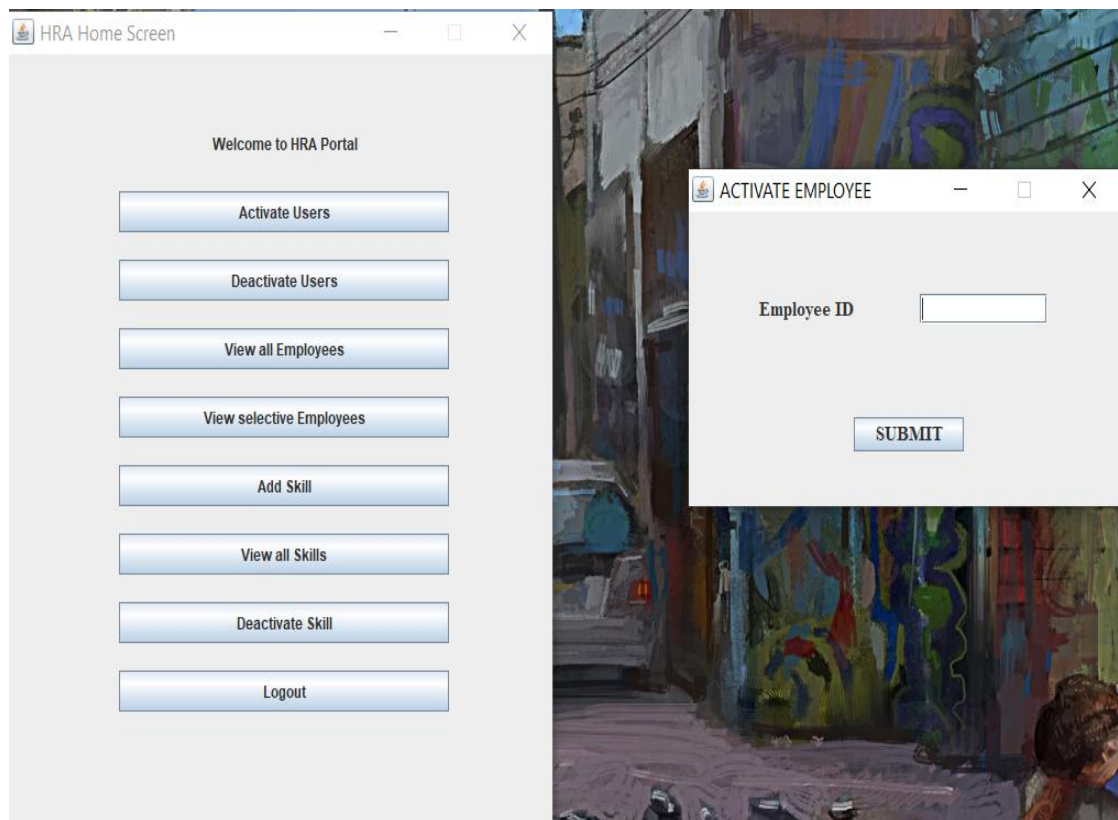 HRA Home Screen
Welcome to HRA Portal
Activate Users
Deactivate Users
View all Employees
View selective Employees
Add Skill
View all Skills
Deactivate Skill
Logout
ACTIVATE EMPLOYEE
Employee ID
SUBMIT